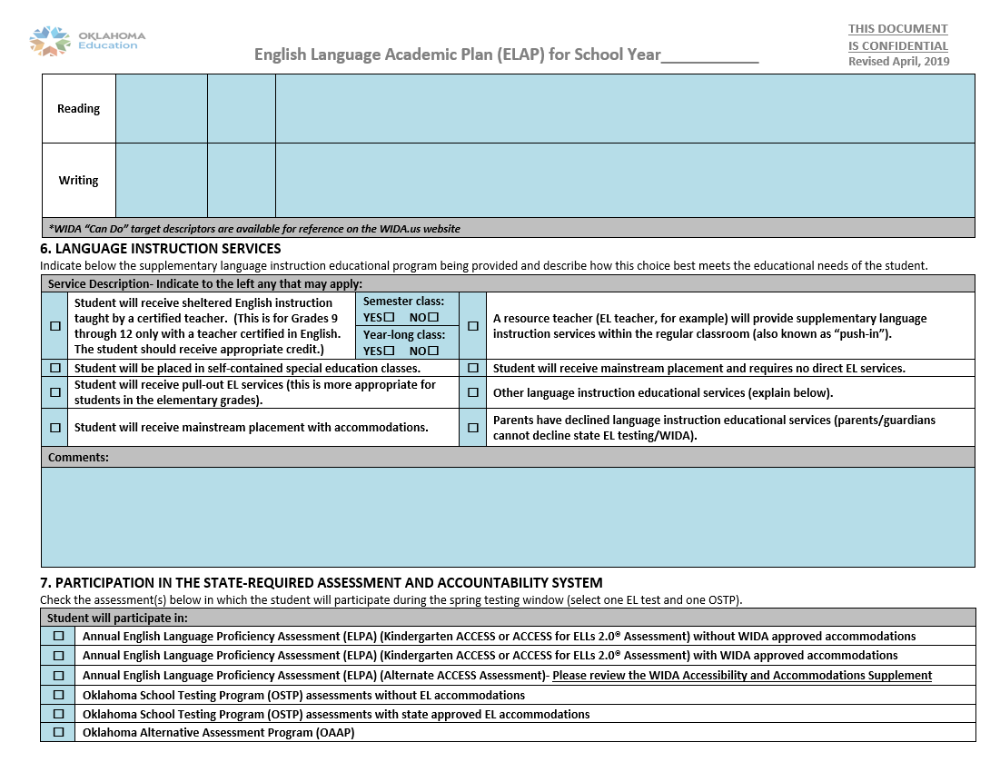 OKLAHOMA
Education
English Language Academic Plan (ELAP) for School Year___________
THIS DOCUMENT
IS CONFIDENTIAL
Revised April, 2019
Reading
Writing
*WIDA “Can Do” target descriptors are available for reference on the WIDA.us website
6. LANGUAGE INSTRUCTION SERVICES
Indicate below the supplementary language instruction educational program being provided and describe how this choice best meets the educational needs of the student.
Service Description- Indicate to the left any that may apply:
☐ Student will receive sheltered English instruction
taught by a certified teacher.  (This is for Grades 9
through 12 only with a teacher certified in English.
The student should receive appropriate credit.)
Semester class:
YES☐ NO☐
Year-long class:
YES☐ NO☐
☐ A resource teacher (EL teacher, for example) will provide supplementary language
instruction services within the regular classroom (also known as “push-in”).
☐ Student will be placed in self-contained special education classes.
☐ Student will receive mainstream placement and requires no direct EL services.
☐ Student will receive pull-out EL services (this is more appropriate for
students in the elementary grades).
☐ Other language instruction educational services (explain below).
☐ Student will receive mainstream placement with accommodations.
☐ Parents have declined language instruction educational services (parents/guardians
cannot decline state EL testing/WIDA).
Comments:
7. PARTICIPATION IN THE STATE-REQUIRED ASSESSMENT AND ACCOUNTABILITY SYSTEM
Check the assessment(s) below in which the student will participate during the spring testing window (select one EL test and one OSTP).
Student will participate in:
☐ Annual English Language Proficiency Assessment (ELPA) (Kindergarten ACCESS or ACCESS for ELLs 2.0® Assessment) without WIDA approved accommodations
☐ Annual English Language Proficiency Assessment (ELPA) (Kindergarten ACCESS or ACCESS for ELLs 2.0® Assessment) with WIDA approved accommodations
☐ Annual English Language Proficiency Assessment (ELPA) (Alternate ACCESS Assessment)- Please review the WIDA Accessibility and Accommodations Supplement
☐ Oklahoma School Testing Program (OSTP) assessments without EL accommodations
☐ Oklahoma School Testing Program (OSTP) assessments with state approved EL accommodations
☐ Oklahoma Alternative Assessment Program (OAAP)